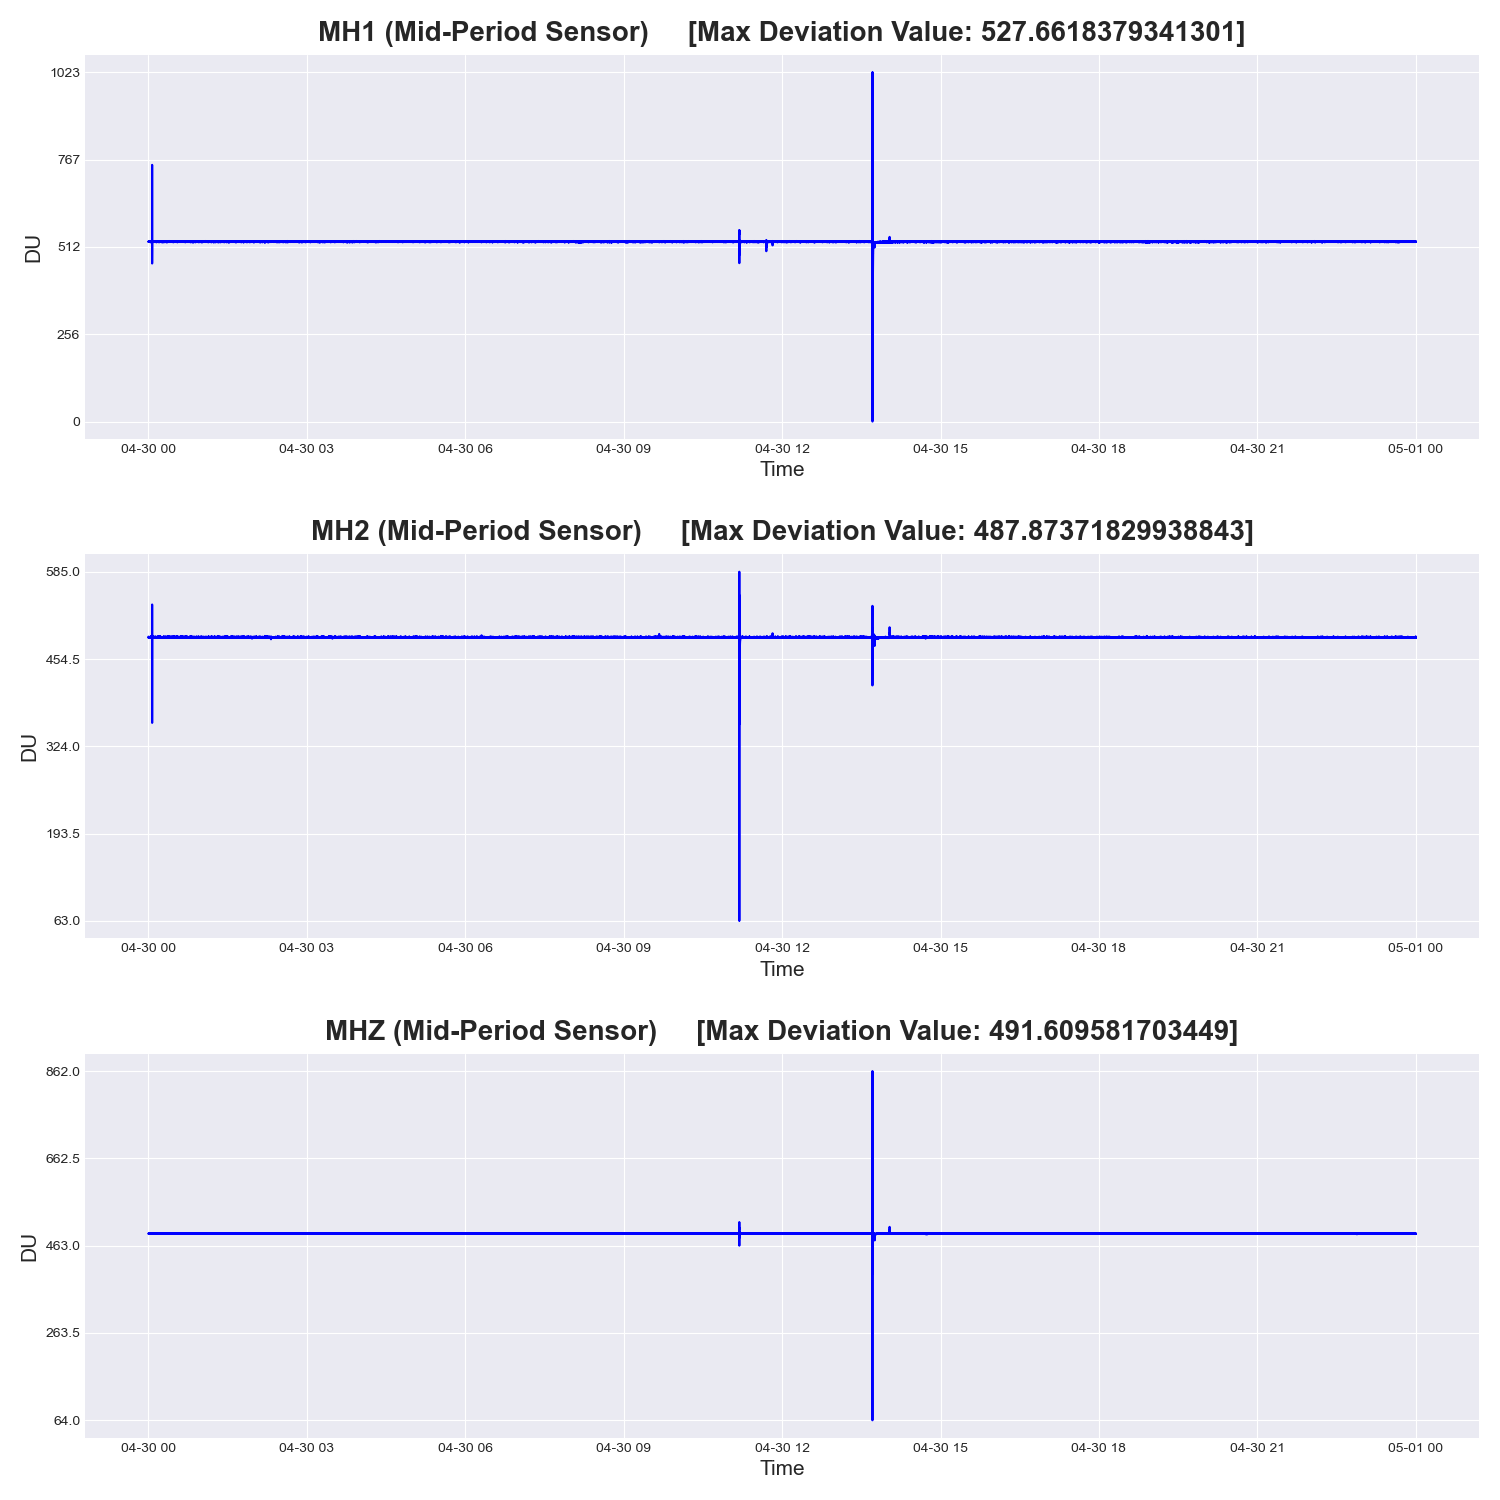 MH1 (Mid-Period Sensor) [Max Deviation Value: 527.6618379341301]
1023
767
512
256
0
DU
04-30 00 04-30 03 04-30 06 04-30 09 04-30 12 04-30 15 04-30 18 04-30 21 05-01 00
Time
MH2 (Mid-Period Sensor) [Max Deviation Value: 487.87371829938843]
585.0
454.5
324.0
193.5
63.0
DU
04-30 00 04-30 03 04-30 06 04-30 09 04-30 12 04-30 15 04-30 18 04-30 21 05-01 00
Time
MHZ (Mid-Period Sensor) [Max Deviation Value: 491.609581703449]
862.0
662.5
463.0
263.5
64.0
DU
04-30 00 04-30 03 04-30 06 04-30 09 04-30 12 04-30 15 04-30 18 04-30 21 05-01 00
Time